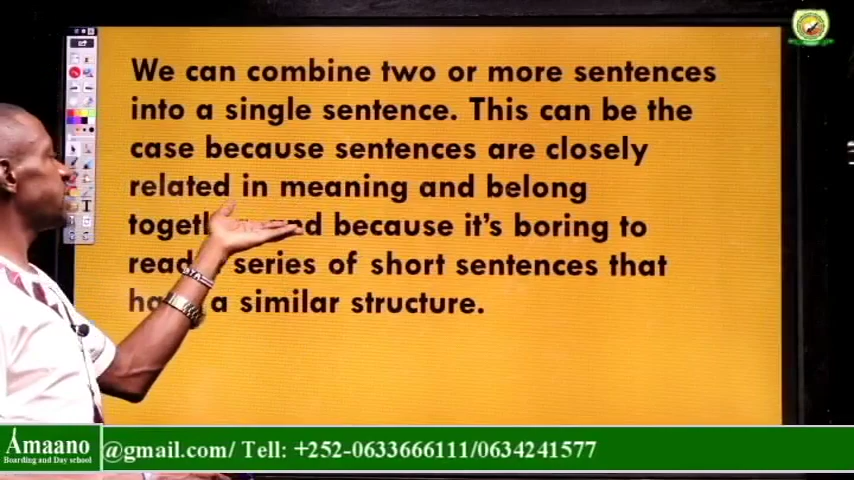 We can combine two or more sentences
into a single sentence. This can be the
case because sentences are closely
related in meaning and belong
because it's boring to
series of short sentences that
a similar structure.
Amaano
Boarding and Day school
@gmail.com/ Tell: +252-0633666111/0634241577